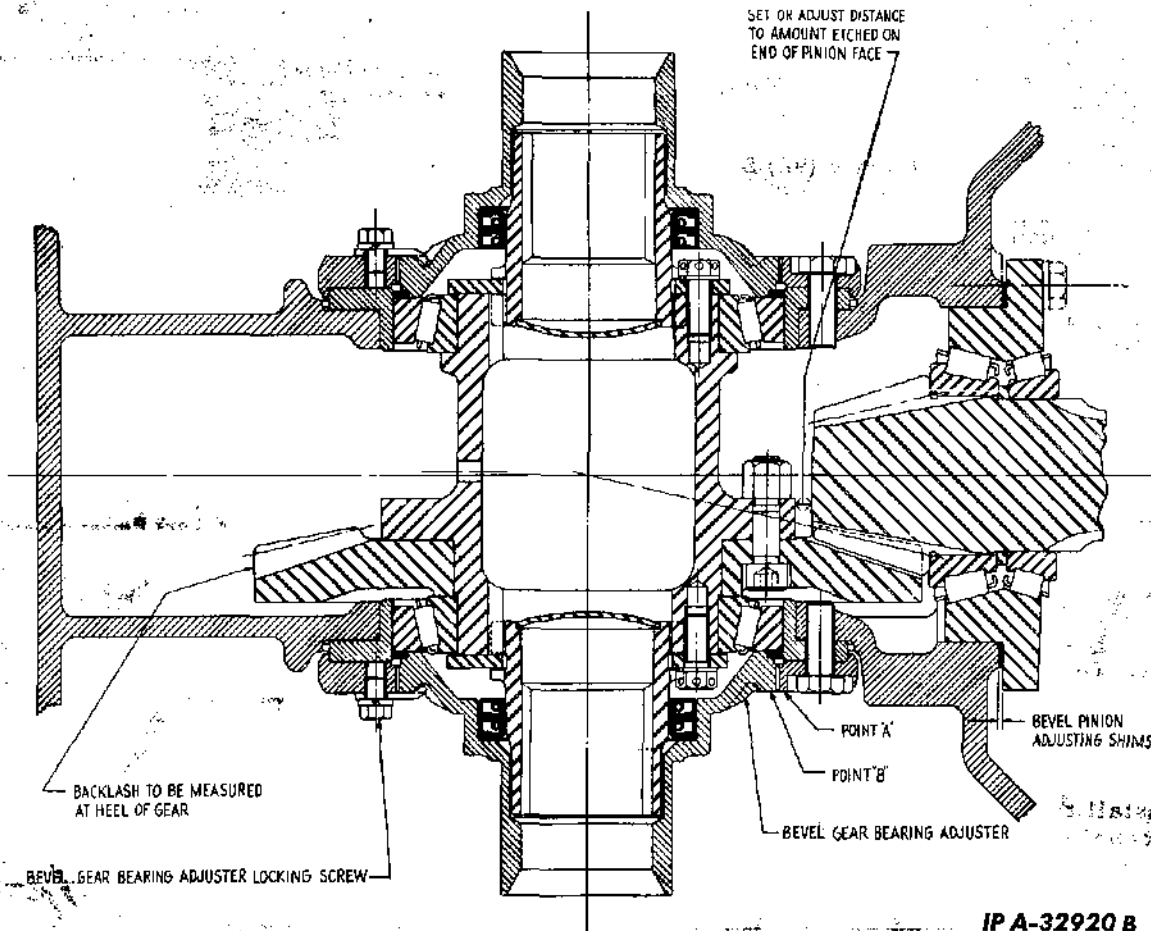 SET OR ADJUST DISTANCE
TO AMOUNT ETCHED ON
END OF PINION FACE
POINT "A"
POINT "B"
BEVEL PINION
ADJUSTING SHIMS
BACKLASH TO BE MEASURED
AT HEEL OF GEAR
BEVEL GEAR BEARING ADJUSTER
BEVEL GEAR BEARING ADJUSTER LOCKING SCREW
IP A-32920 B